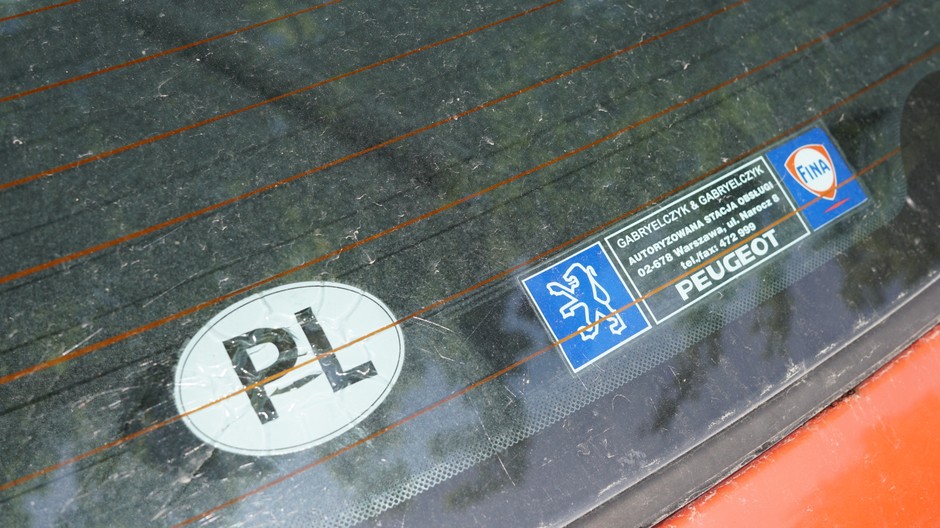 PL
GABRYELCZYK & GABRYELCZYK
AUTORYZOWANA STACJA OBSŁUGI
02-678 Warszawa, ul. Narocz 8
tel./fax: 472 999
PEUGEOT
FINA